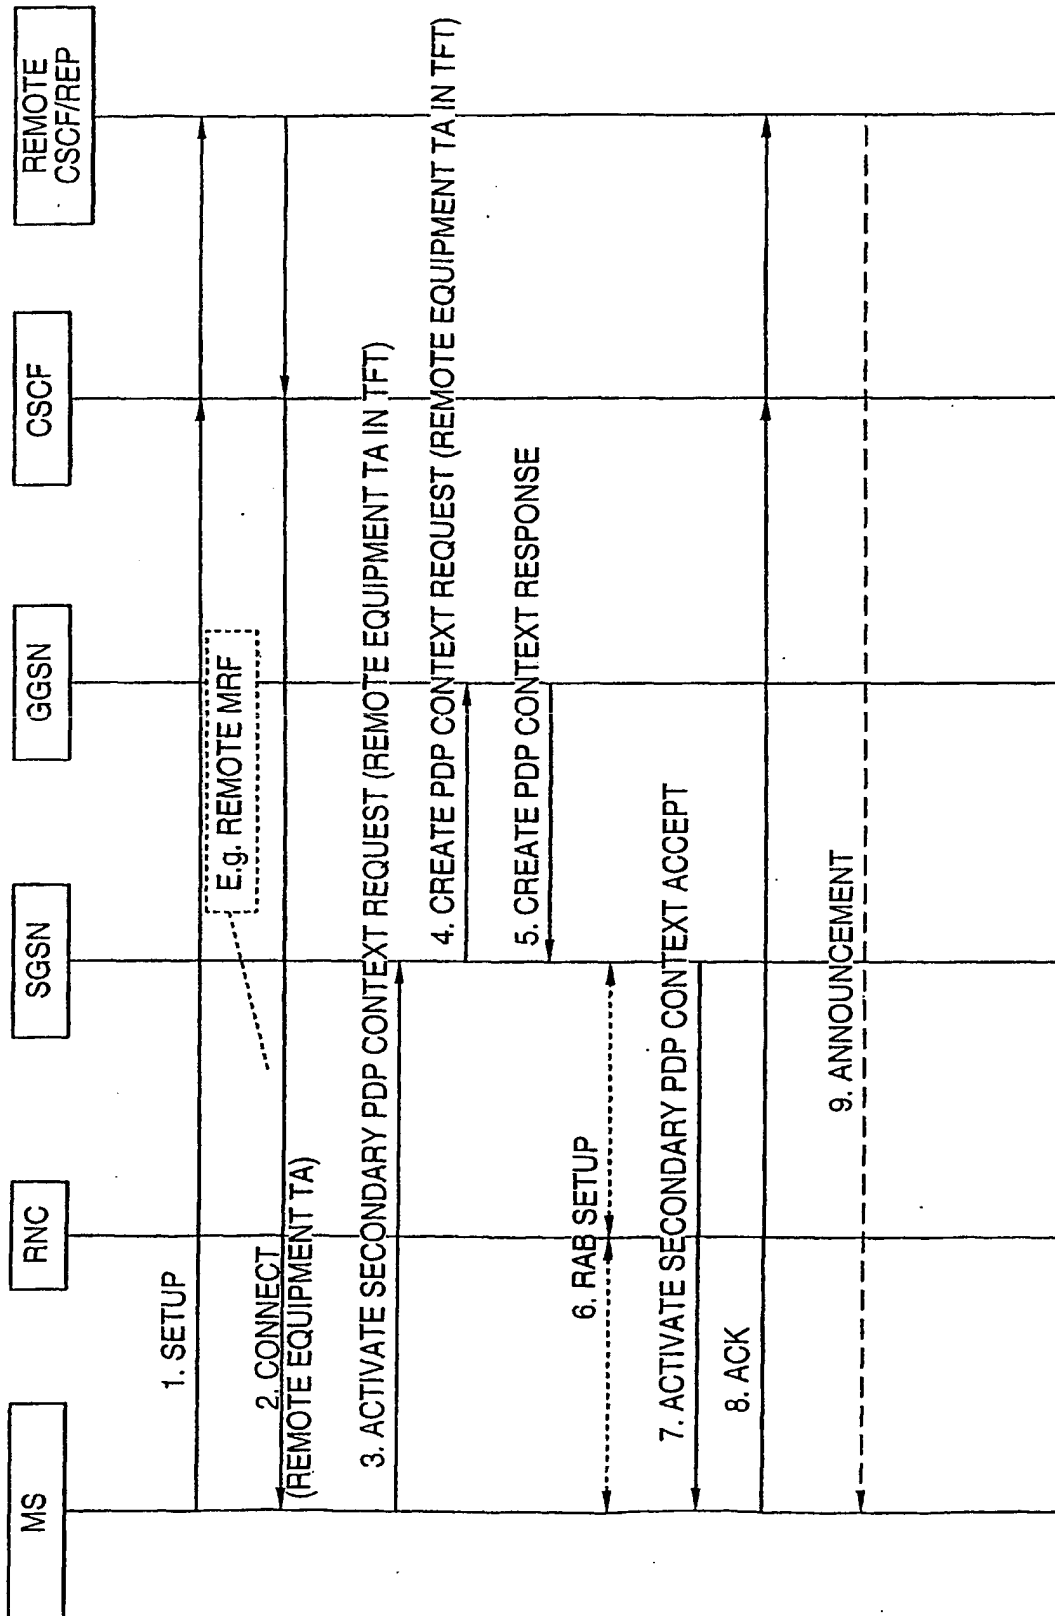 MS
RNC
SGSN
GGSN
CSCF
REMOTE
CSCF/REP
1. SETUP
E.g. REMOTE MRF
2. CONNECT
(REMOTE EQUIPMENT TA)
3. ACTIVATE SECONDARY PDP CONTEXT REQUEST (REMOTE EQUIPMENT TA IN TFT)
4. CREATE PDP CONTEXT REQUEST (REMOTE EQUIPMENT TA IN TFT)
5. CREATE PDP CONTEXT RESPONSE
6. RAB SETUP
7. ACTIVATE SECONDARY PDP CONTEXT ACCEPT
8. ACK
9. ANNOUNCEMENT